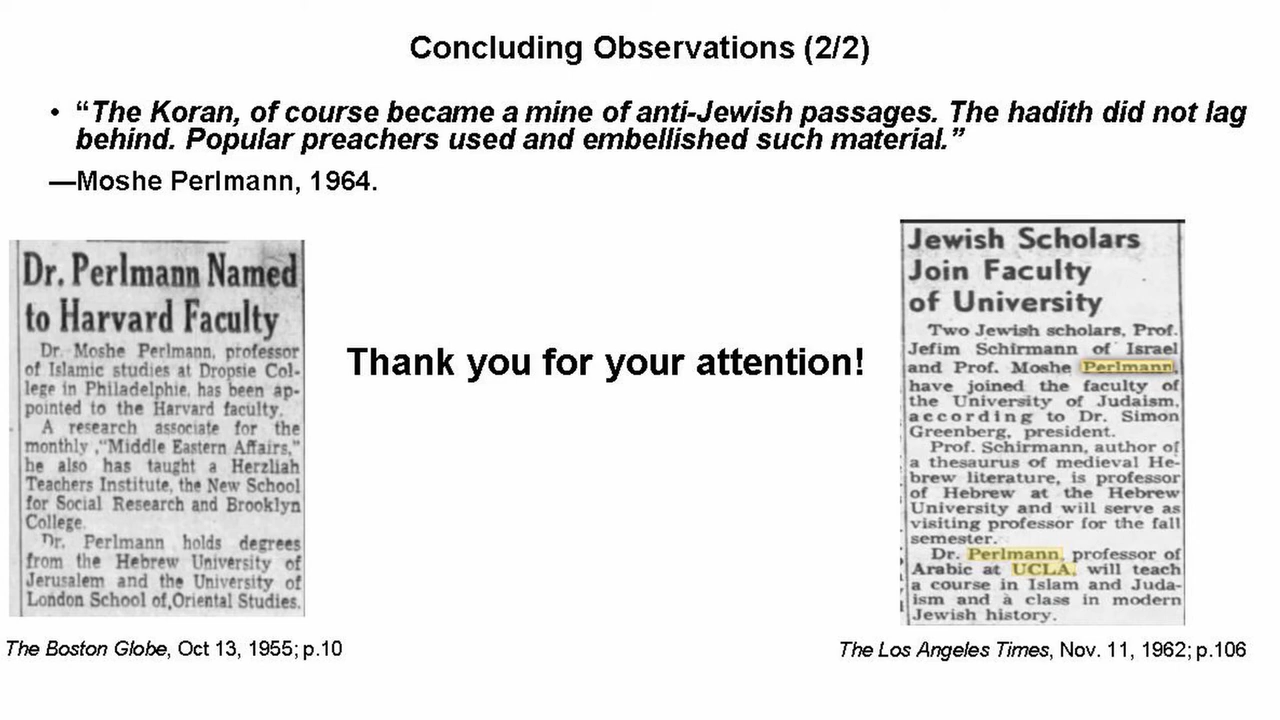 Concluding Observations (2/2)
• “The Koran, of course became a mine of anti-Jewish passages. The hadith did not lag
behind. Popular preachers used and embellished such material.”
—Moshe Perlmann, 1964.
Dr. Perlmann Named
to Harvard Faculty
Dr. Moshe Perlmann, professor
of Islamic studies at Dropsie Col-
lege in Philadelphie, has been ap-
pointed to the Harvard faculty.
A research associate for the
monthly ,“Middle Eastern Affairs,”
he also has taught a Herzliah
Teachers Institute, the New School
for Social Research and Brooklyn
College.
Dr. Perlmann holds degrees
from the Hebrew University of
Jerusalem and the University of
London School of Oriental Studies.
The Boston Globe, Oct 13, 1955; p.10
Thank you for your attention!
Jewish Scholars
Join Faculty
of University
Two Jewish scholars, Prof.
Jefim Schirmann of Israel
and Prof. Moshe Perlmann,
have joined the faculty of
the University of Judaism,
according to Dr. Simon
Greenberg, president.
Prof. Schirmann, author of
a thesaurus of medieval He-
brew literature, is professor
of Hebrew at the Hebrew
University and will serve as
visiting professor for the fall
semester.
Dr. Perlmann, professor of
Arabic at UCLA, will teach
a course in Islam and Juda-
ism and a class in modern
Jewish history.
The Los Angeles Times, Nov. 11, 1962; p.106